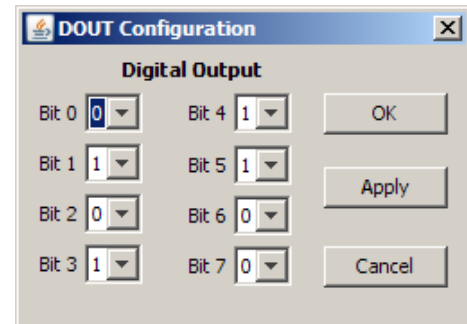 DOUT Configuration
Digital Output
Bit 0 0 Bit 4 1 OK
Bit 1 1 Bit 5 1 Apply
Bit 2 0 Bit 6 0
Bit 3 1 Bit 7 0 Cancel